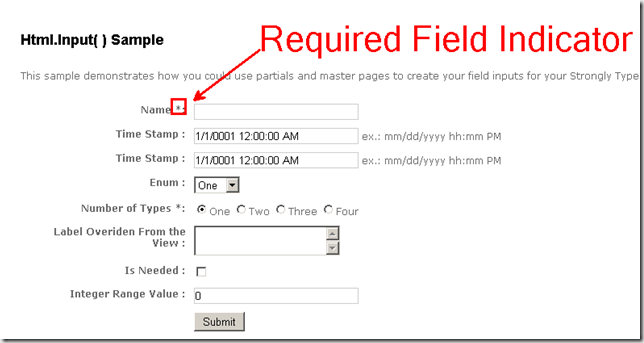 Html.Input( ) Sample
Required Field Indicator
This sample demonstrates how you could use partials and master pages to create your field inputs for your Strongly Type
Name *:
Time Stamp : 1/1/0001 12:00:00 AM ex.: mm/dd/yyyy hh:mm PM
Time Stamp : 1/1/0001 12:00:00 AM ex.: mm/dd/yyyy hh:mm PM
Enum : One
Number of Types *: One Two Three Four
Label Overiden From the
View :
Is Needed :
Integer Range Value : 0
Submit